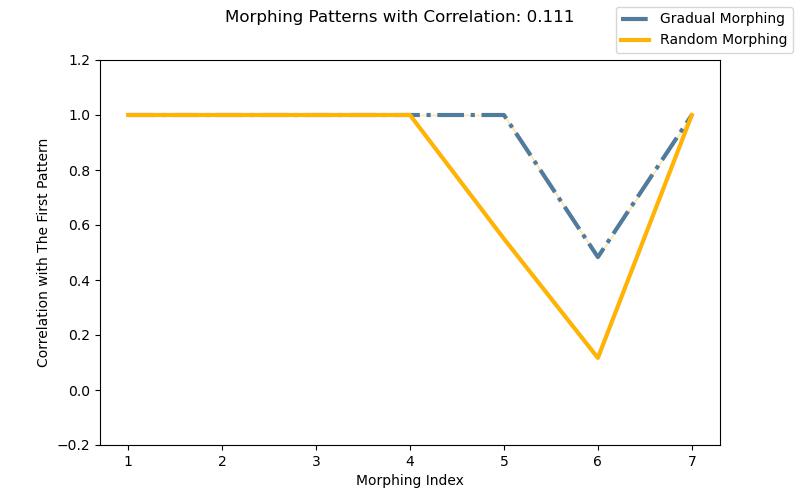 Morphing Patterns with Correlation: 0.111
Gradual Morphing
Random Morphing
Correlation with The First Pattern
1.2
1.0
0.8
0.6
0.4
0.2
0.0
−0.2
1 2 3 4 5 6 7
Morphing Index